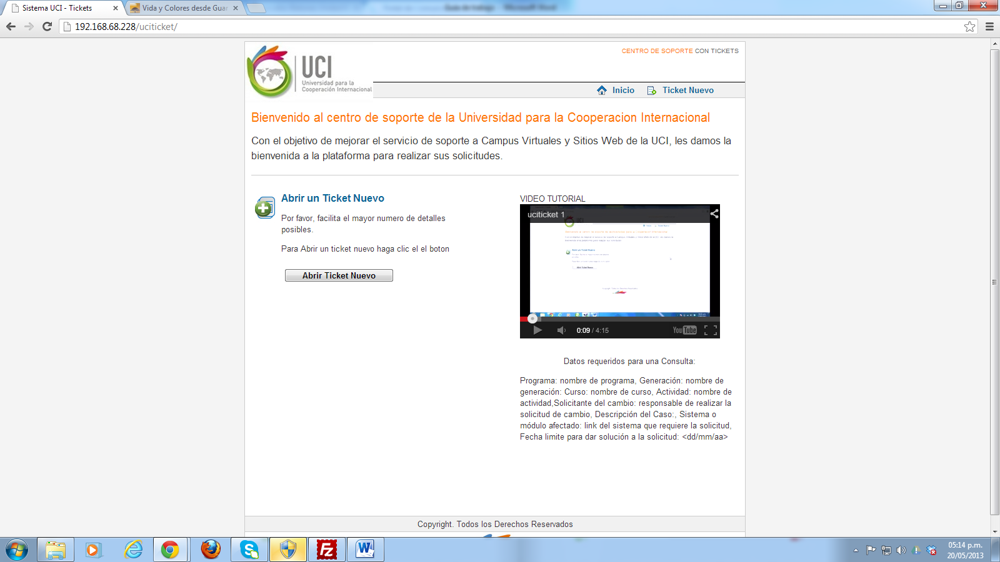 Sistema UCI - Tickets
Vida y Colores desde Guar
192.168.68.228/uciticket/
UCI
Universidad para la
Cooperación Internacional
CENTRO DE SOPORTE CON TICKETS
Inicio
Ticket Nuevo
Bienvenido al centro de soporte de la Universidad para la Cooperacion Internacional
Con el objetivo de mejorar el servicio de soporte a Campus Virtuales y Sitios Web de la UCI, les damos la
bienvenida a la plataforma para realizar sus solicitudes.
Abrir un Ticket Nuevo
Por favor, facilita el mayor numero de detalles
posibles.
Para Abrir un ticket nuevo haga clic el el boton
Abrir Ticket Nuevo
VIDEO TUTORIAL
uciticket 1
UCI
Abrir un Ticket Nuevo
Abrir Ticket Nuevo
0:09 / 4:15
YouTube
Datos requeridos para una Consulta:
Programa: nombre de programa, Generación: nombre de
generación: Curso: nombre de curso, Actividad: nombre de
actividad,Solicitante del cambio: responsable de realizar la
solicitud de cambio, Descripción del Caso:, Sistema o
módulo afectado: link del sistema que requiere la solicitud,
Fecha limite para dar solución a la solicitud: <dd/mm/aa>
Copyright. Todos los Derechos Reservados
05:14 p.m.
20/05/2013